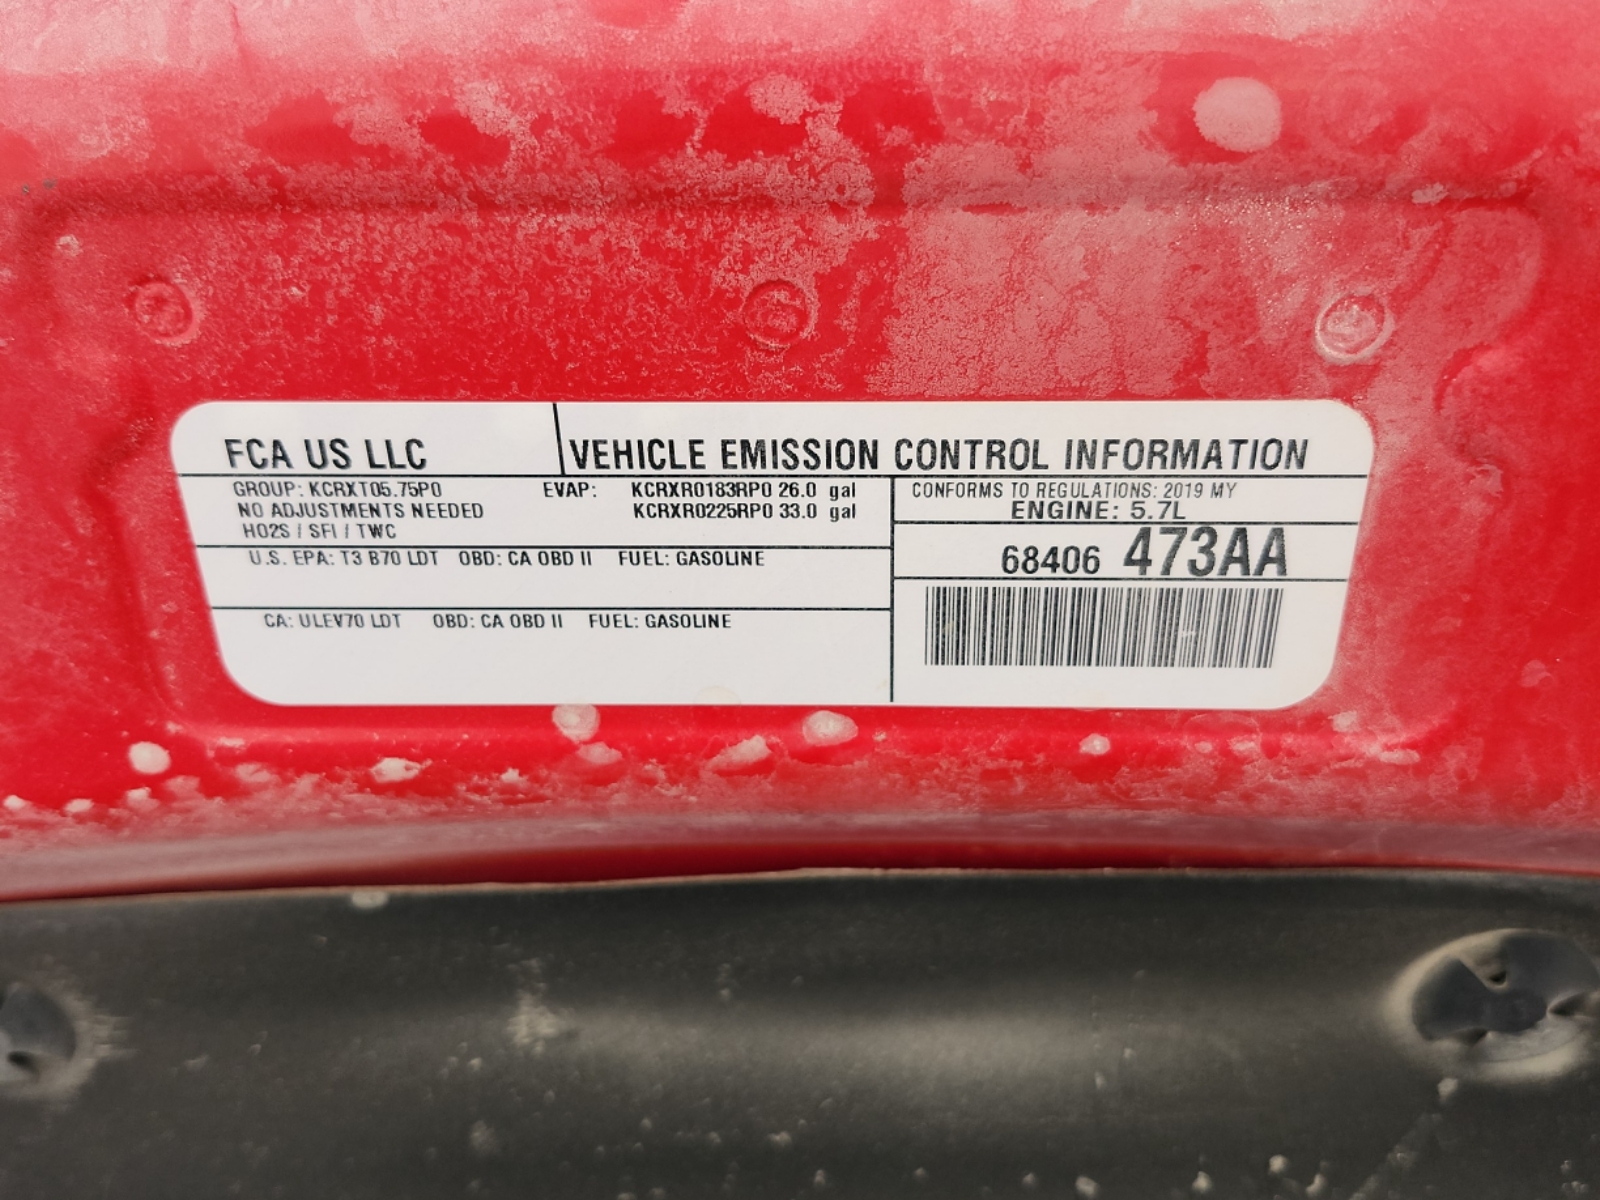 FCA US LLC VEHICLE EMISSION CONTROL INFORMATION
GROUP: KCRXT05.75P0 EVAP: KCRXR0183RP0 26.0 gal
NO ADJUSTMENTS NEEDED KCRXR0225RP0 33.0 gal
HO2S / SFI / TWC
U.S. EPA: T3 B70 LDT OBD: CA OBD II FUEL: GASOLINE
CA: ULEV70 LDT OBD: CA OBD II FUEL: GASOLINE
CONFORMS TO REGULATIONS: 2019 MY
ENGINE: 5.7L
68406 473AA